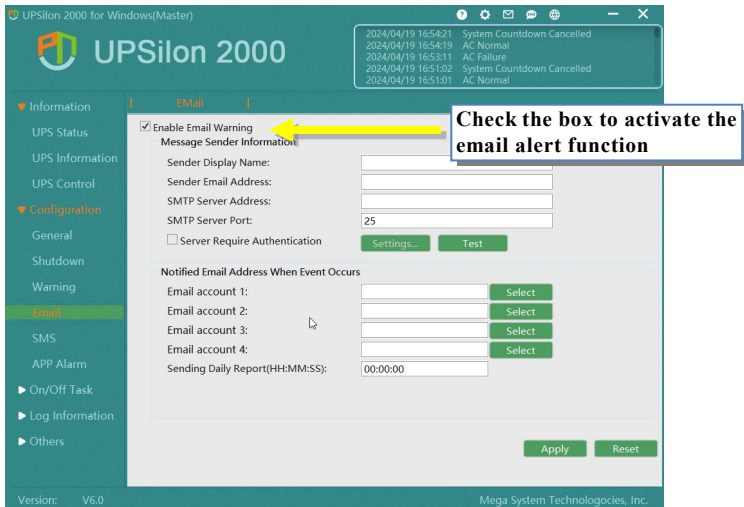 UPSilon 2000 for Windows(Master)
UPSilon 2000
2024/04/19 16:54:21 System Countdown Cancelled
2024/04/19 16:54:19 AC Normal
2024/04/19 16:53:11 AC Failure
2024/04/19 16:51:02 System Countdown Cancelled
2024/04/19 16:51:01 AC Normal
Information
UPS Status
UPS Information
UPS Control
Configuration
General
Shutdown
Warning
Email
SMS
APP Alarm
On/Off Task
Log Information
Others
EMail
Check the box to activate the
email alert function
Enable Email Warning
Message Sender Information
Sender Display Name:
Sender Email Address:
SMTP Server Address:
SMTP Server Port: 25
Server Require Authentication Settings... Test
Notified Email Address When Event Occurs
Email account 1: Select
Email account 2: Select
Email account 3: Select
Email account 4: Select
Sending Daily Report(HH:MM:SS): 00:00:00
Apply Reset
Version: V6.0 Mega System Technologocies, Inc.